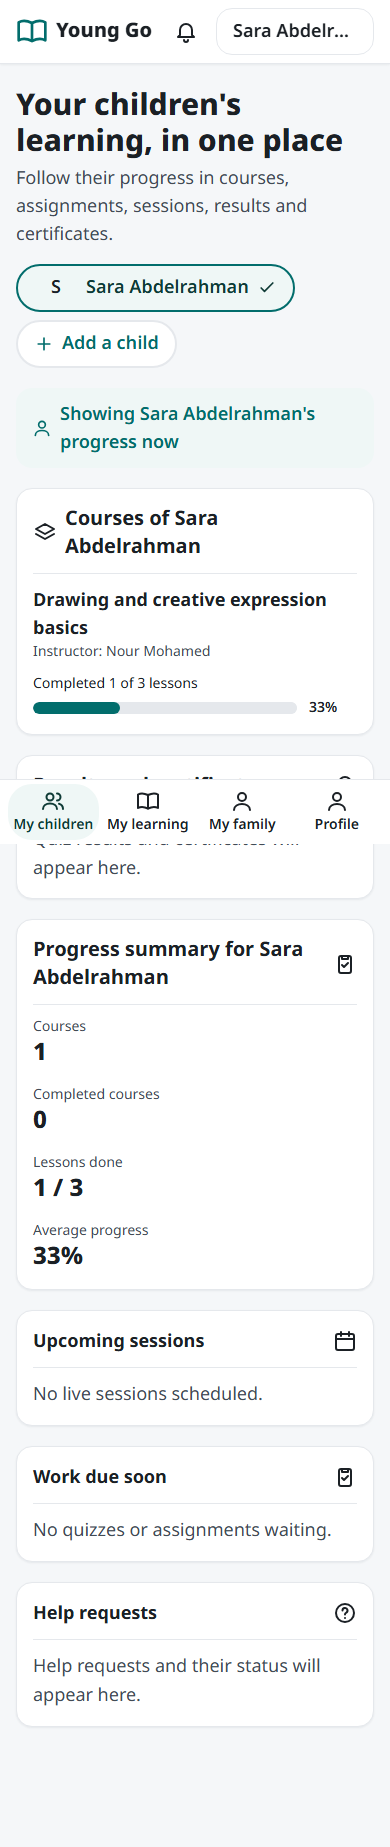 Young Go
Sara Abdelr...
Your children's
learning, in one place
Follow their progress in courses,
assignments, sessions, results and
certificates.
S Sara Abdelrahman
Add a child
Showing Sara Abdelrahman's
progress now
Courses of Sara
Abdelrahman
Drawing and creative expression
basics
Instructor: Nour Mohamed
Completed 1 of 3 lessons
33%
My children
My learning
My family
Profile
appear here.
Progress summary for Sara
Abdelrahman
Courses
1
Completed courses
0
Lessons done
1 / 3
Average progress
33%
Upcoming sessions
No live sessions scheduled.
Work due soon
No quizzes or assignments waiting.
Help requests
Help requests and their status will
appear here.